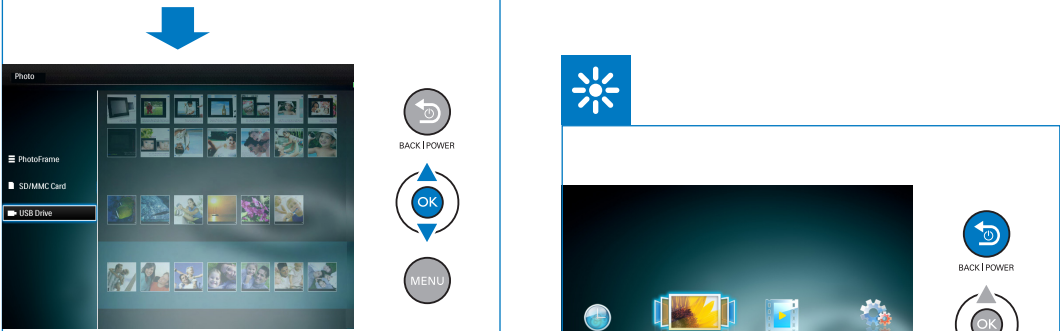 Photo
PhotoFrame
SD/MMC Card
USB Drive
BACK | POWER
OK
MENU
BACK | POWER
OK